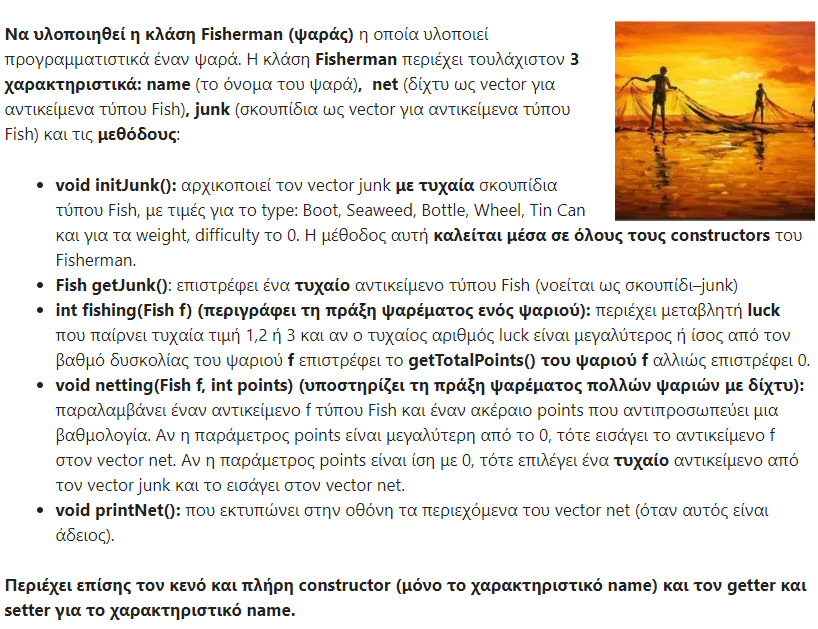 Να υλοποιηθεί η κλάση Fisherman (ψαράς) η οποία υλοποιεί
προγραμματιστικά έναν ψαρά. Η κλάση Fisherman περιέχει τουλάχιστον 3
χαρακτηριστικά: name (το όνομα του ψαρά), net (δίχτυ ως vector για
αντικείμενα τύπου Fish), junk (σκουπίδια ως vector για αντικείμενα τύπου
Fish) και τις μεθόδους:
• void initJunk(): αρχικοποιεί τον vector junk με τυχαία σκουπίδια
τύπου Fish, με τιμές για το type: Boot, Seaweed, Bottle, Wheel, Tin Can
και για τα weight, difficulty το 0. Η μέθοδος αυτή καλείται μέσα σε όλους τους constructors του
Fisherman.
• Fish getJunk(): επιστρέφει ένα τυχαίο αντικείμενο τύπου Fish (νοείται ως σκουπίδι–junk)
• int fishing(Fish f) (περιγράφει τη πράξη ψαρέματος ενός ψαριού): περιέχει μεταβλητή luck
που παίρνει τυχαία τιμή 1,2 ή 3 και αν ο τυχαίος αριθμός luck είναι μεγαλύτερος ή ίσος από τον
βαθμό δυσκολίας του ψαριού f επιστρέφει το getTotalPoints() του ψαριού f αλλιώς επιστρέφει 0.
• void netting(Fish f, int points) (υποστηρίζει τη πράξη ψαρέματος πολλών ψαριών με δίχτυ):
παραλαμβάνει έναν αντικείμενο f τύπου Fish και έναν ακέραιο points που αντιπροσωπεύει μια
βαθμολογία. Αν η παράμετρος points είναι μεγαλύτερη από το 0, τότε εισάγει το αντικείμενο f
στον vector net. Αν η παράμετρος points είναι ίση με 0, τότε επιλέγει ένα τυχαίο αντικείμενο από
τον vector junk και το εισάγει στον vector net.
• void printNet(): που εκτυπώνει στην οθόνη τα περιεχόμενα του vector net (όταν αυτός είναι
άδειος).
Περιέχει επίσης τον κενό και πλήρη constructor (μόνο το χαρακτηριστικό name) και τον getter και
setter για το χαρακτηριστικό name.